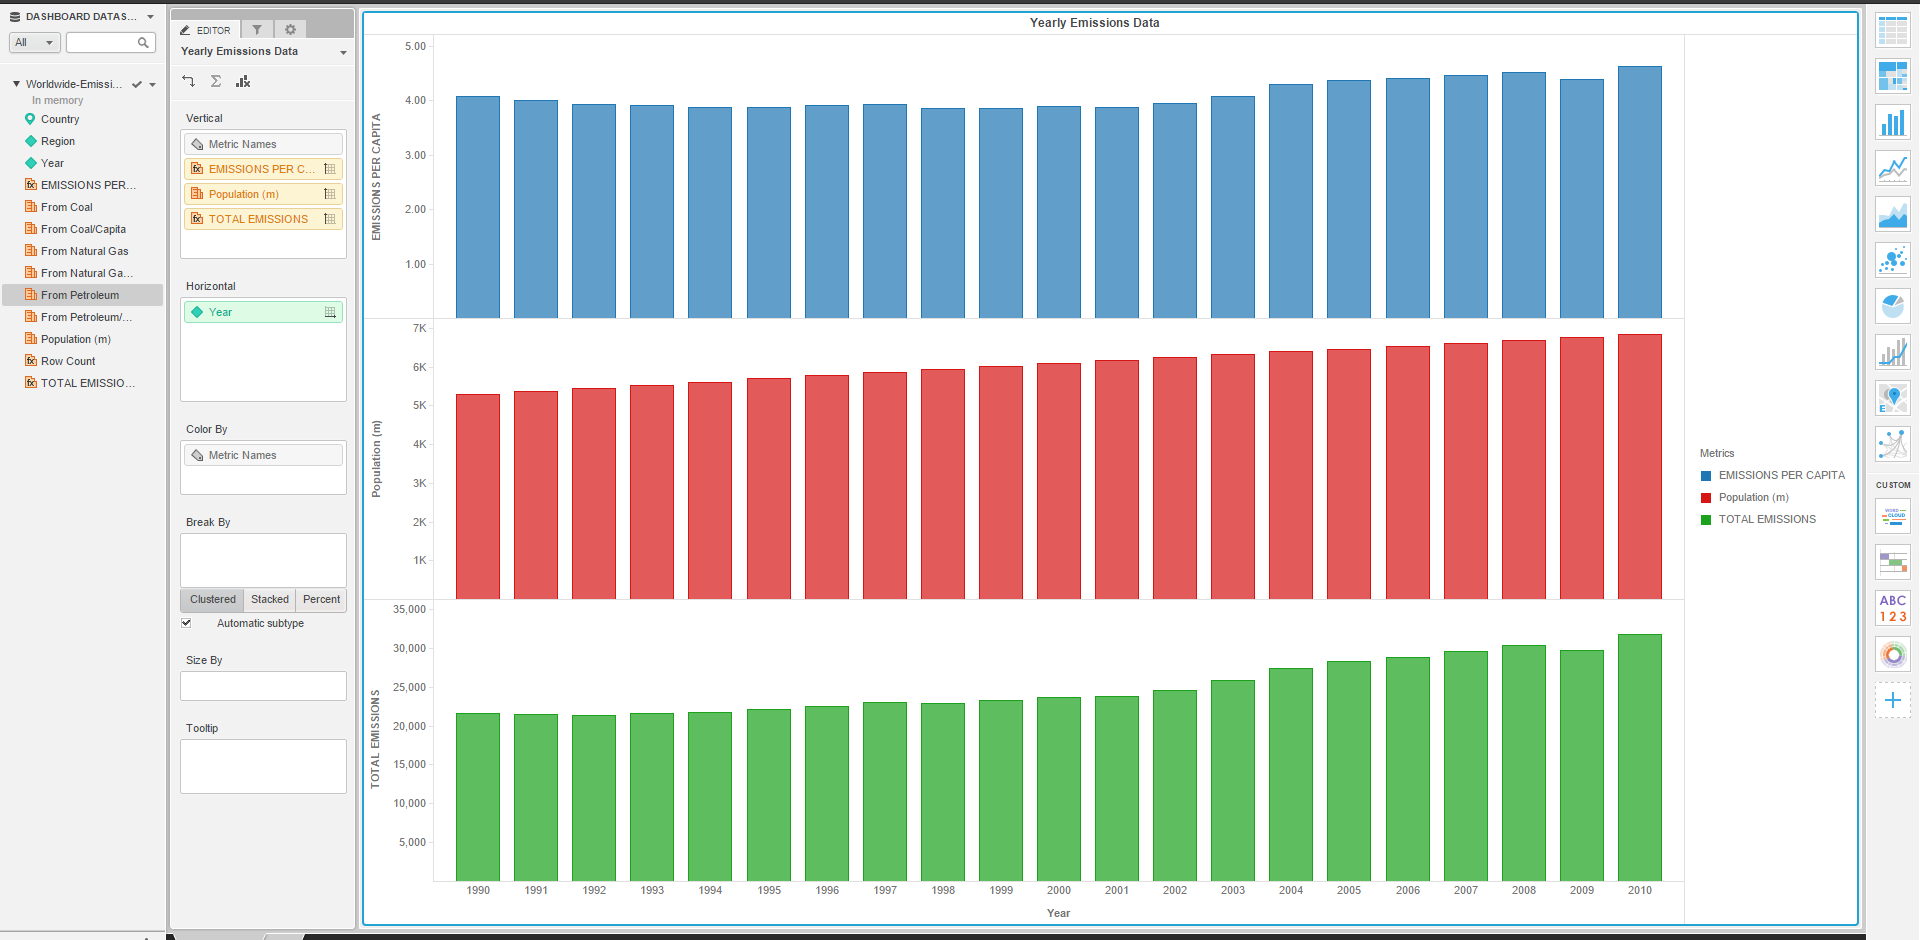 DASHBOARD DATAS...
All
Worldwide-Emissi...
In memory
Country
Region
Year
EMISSIONS PER...
From Coal
From Coal/Capita
From Natural Gas
From Natural Ga...
From Petroleum
From Petroleum/...
Population (m)
Row Count
TOTAL EMISSIO...
EDITOR
Yearly Emissions Data
Vertical
Metric Names
EMISSIONS PER C...
Population (m)
TOTAL EMISSIONS
Horizontal
Year
Color By
Metric Names
Break By
Clustered Stacked Percent
Automatic subtype
Size By
Tooltip
Yearly Emissions Data
EMISSIONS PER CAPITA
5.00
4.00
3.00
2.00
1.00
Population (m)
7K
6K
5K
4K
3K
2K
1K
TOTAL EMISSIONS
35,000
30,000
25,000
20,000
15,000
10,000
5,000
1990 1991 1992 1993 1994 1995 1996 1997 1998 1999 2000 2001 2002 2003 2004 2005 2006 2007 2008 2009 2010
Year
Metrics
EMISSIONS PER CAPITA
Population (m)
TOTAL EMISSIONS
E
CUSTOM
WORD
CLOUD
ABC
123